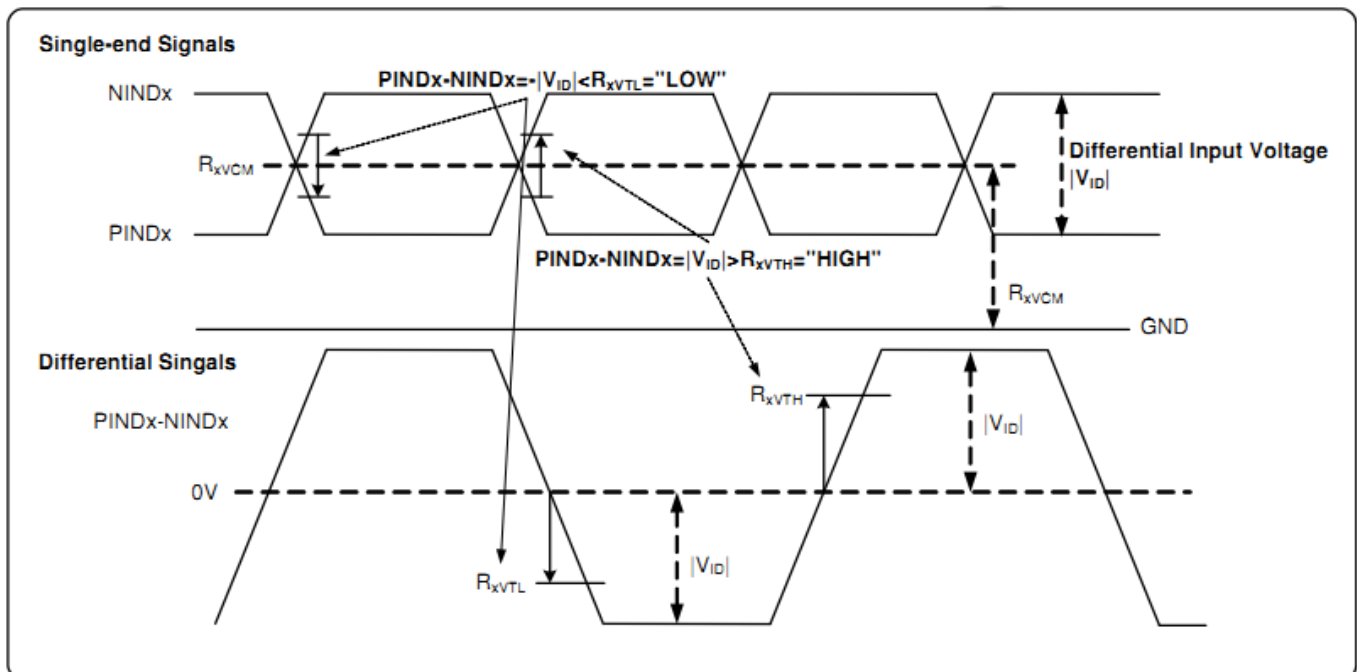 Single-end Signals
PINDx-NINDx=-|VID|<RxVTL="LOW"
NINDx
RxVCM
Differential Input Voltage
|VID|
PINDx
PINDx-NINDx=|VID|>RxVTH="HIGH"
RxVCM
GND
Differential Singals
RxVTH
PINDx-NINDx
|VID|
0V
|VID|
RxVTL